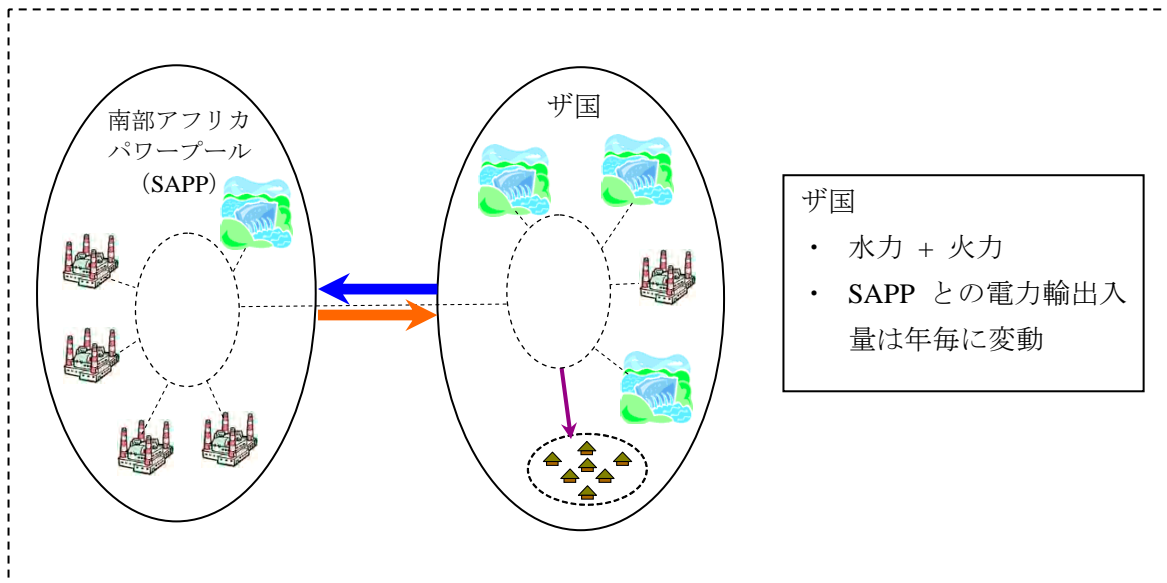 南部アフリカ
パワープール
（SAPP）
ザ国
ザ国
・ 水力 + 火力
・ SAPP との電力輸出入
量は年毎に変動